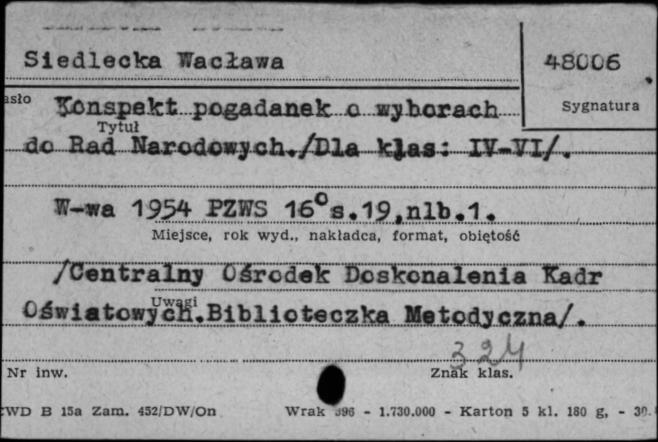 Siedlecka Wacława
48006
asło
Sygnatura
Konspekt pogadanek o wyborach
Tytuł
do Rad Narodowych./Dla klas: IV-VI/.
W-wa 1954 PZWS 16° s.19,nlb.1.
Miejsce, rok wyd., nakładca, format, objętość
/Centralny Ośrodek Doskonalenia Kadr
Uwagi
Oświatowych.Biblioteczka Metodyczna/.
324
Nr inw.
Znak klas.
CWD B 15a Zam. 452/DW/On Wrak 396 - 1.730.000 - Karton 5 kl. 180 g, - 30.